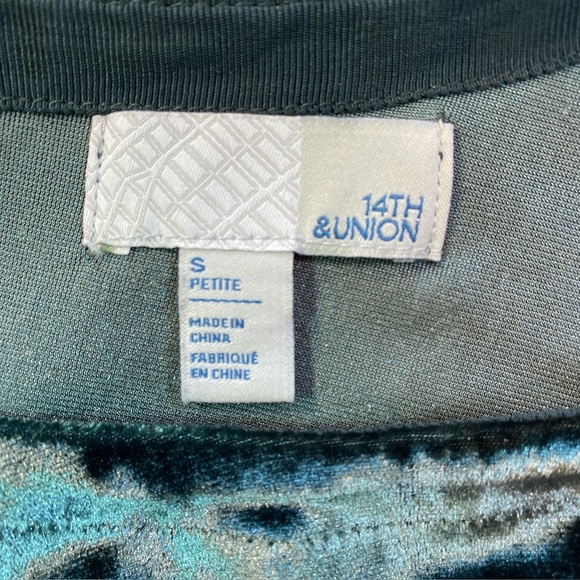 14TH
&UNION
S
PETITE
MADE IN
CHINA
FABRIQUÉ
EN CHINE